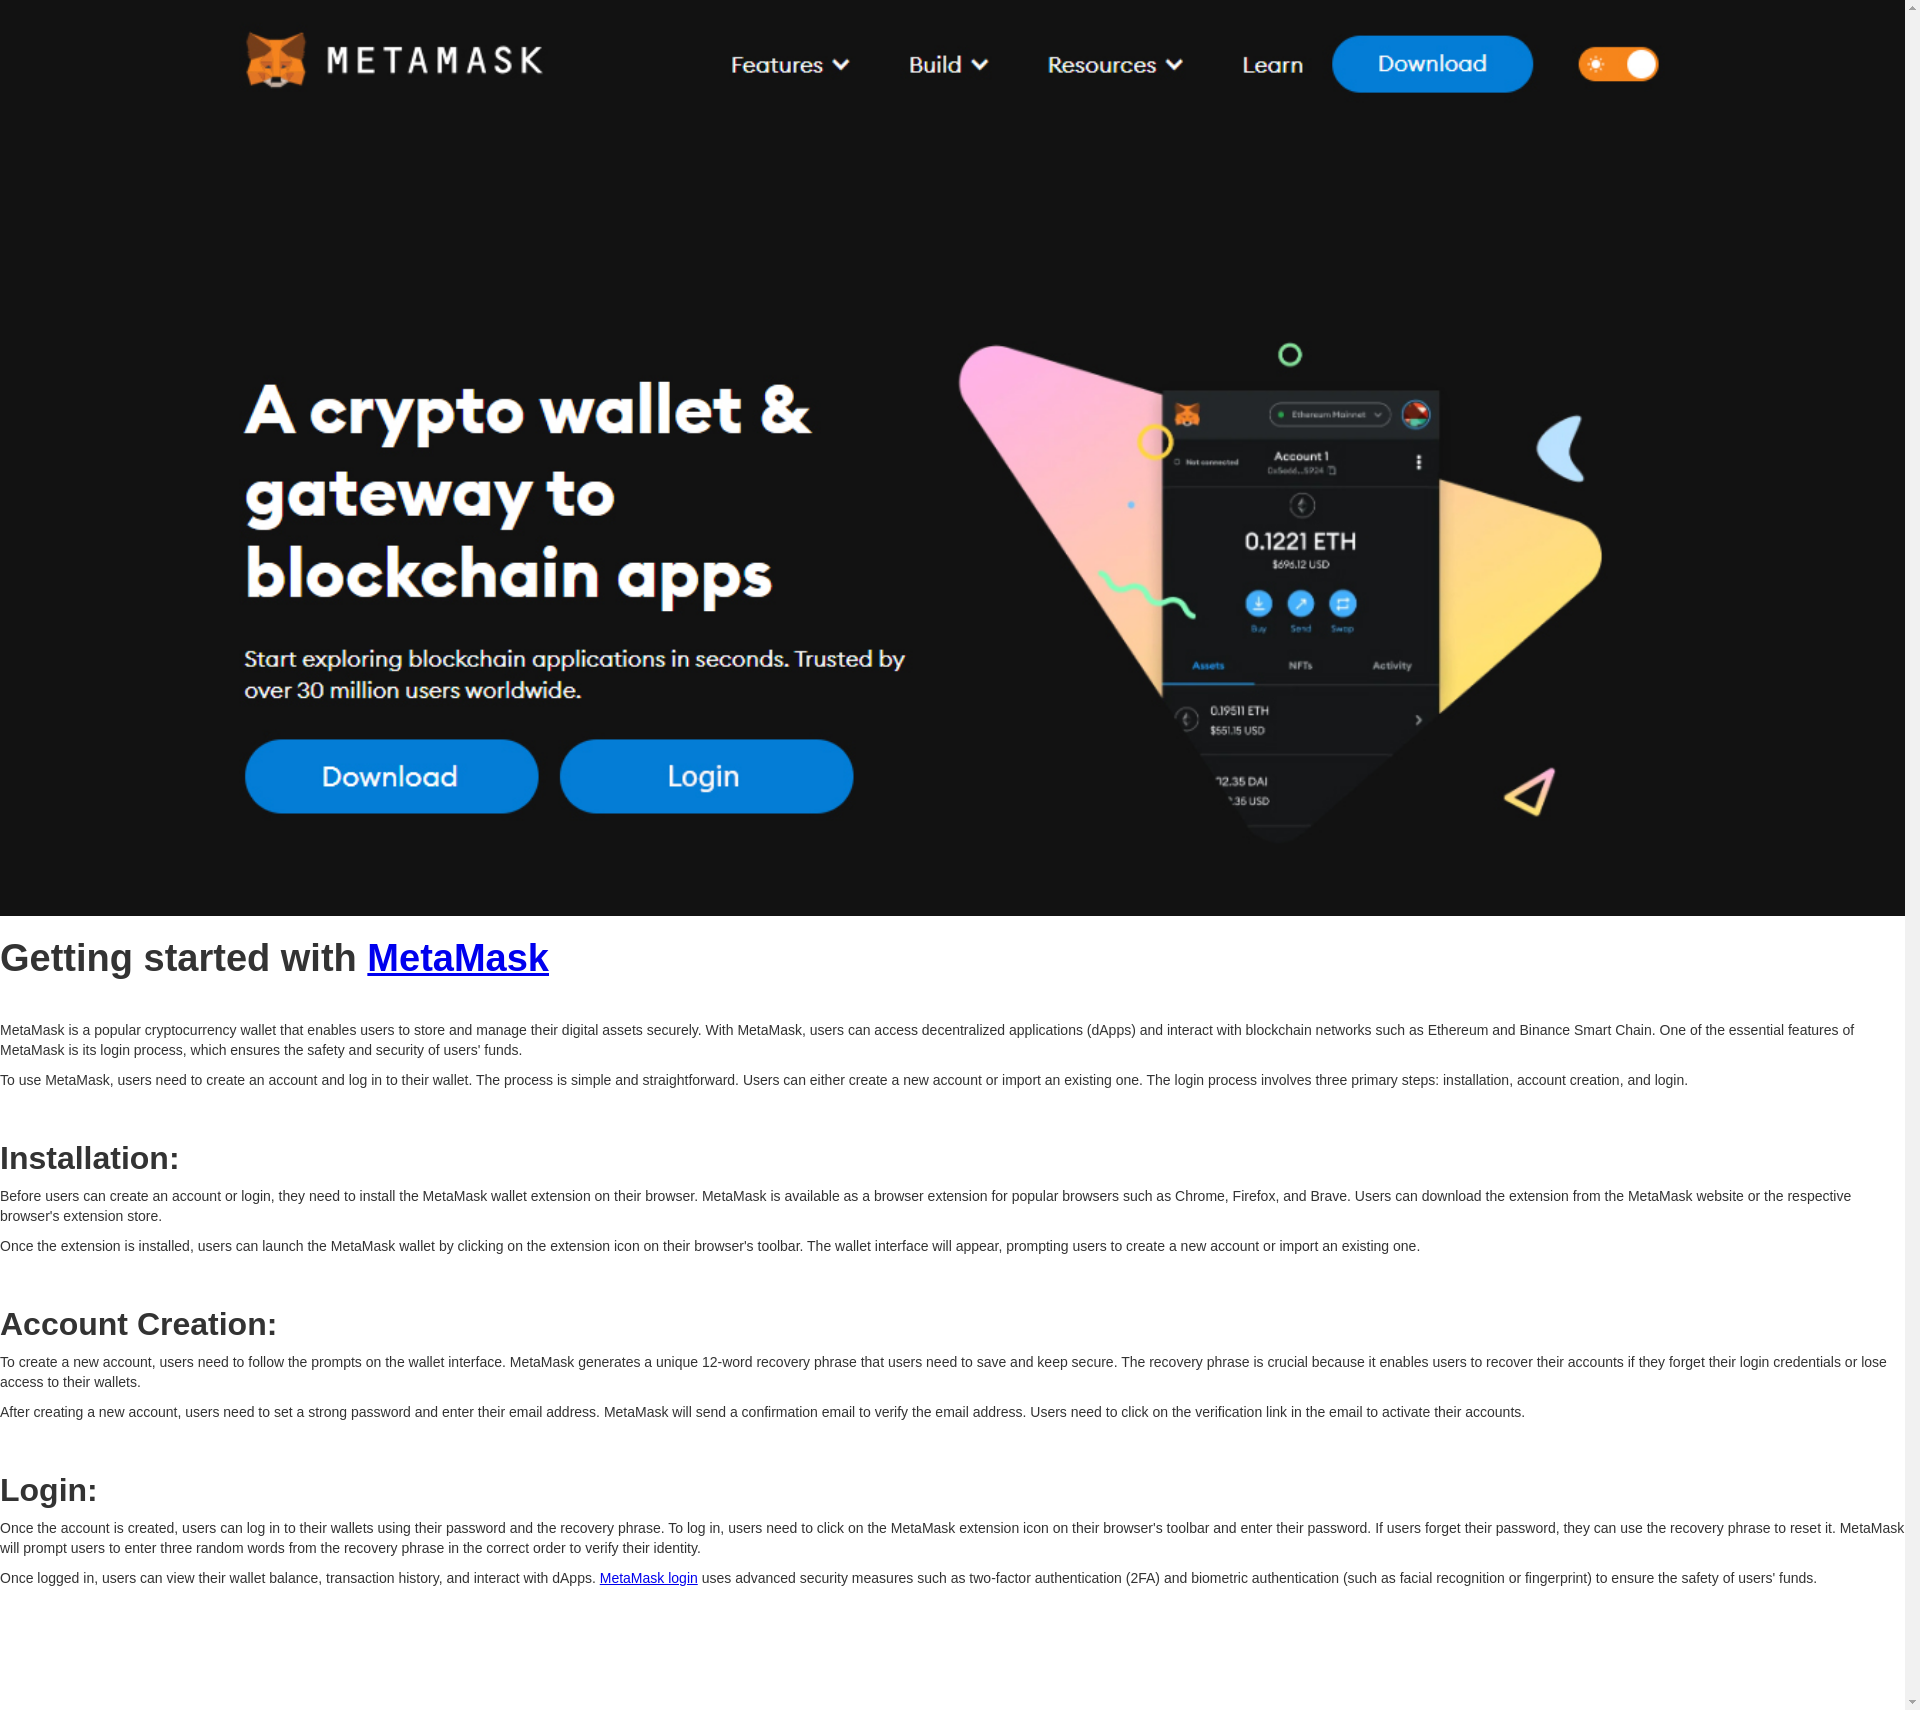 METAMASK
Features
Build
Resources
Learn
Download
A crypto wallet &
gateway to
blockchain apps
Start exploring blockchain applications in seconds. Trusted by
over 30 million users worldwide.
Download
Login
Ethereum Mainnet
Not connected
Account 1
0.1221 ETH
$696.12 USD
Buy
Send
Swap
Assets
NFTs
Activity
0.19511 ETH
$551.15 USD
02.35 DAI
.36 USD
Getting started with MetaMask
MetaMask is a popular cryptocurrency wallet that enables users to store and manage their digital assets securely. With MetaMask, users can access decentralized applications (dApps) and interact with blockchain networks such as Ethereum and Binance Smart Chain. One of the essential features of
MetaMask is its login process, which ensures the safety and security of users' funds.
To use MetaMask, users need to create an account and log in to their wallet. The process is simple and straightforward. Users can either create a new account or import an existing one. The login process involves three primary steps: installation, account creation, and login.
Installation:
Before users can create an account or login, they need to install the MetaMask wallet extension on their browser. MetaMask is available as a browser extension for popular browsers such as Chrome, Firefox, and Brave. Users can download the extension from the MetaMask website or the respective
browser's extension store.
Once the extension is installed, users can launch the MetaMask wallet by clicking on the extension icon on their browser's toolbar. The wallet interface will appear, prompting users to create a new account or import an existing one.
Account Creation:
To create a new account, users need to follow the prompts on the wallet interface. MetaMask generates a unique 12-word recovery phrase that users need to save and keep secure. The recovery phrase is crucial because it enables users to recover their accounts if they forget their login credentials or lose
access to their wallets.
After creating a new account, users need to set a strong password and enter their email address. MetaMask will send a confirmation email to verify the email address. Users need to click on the verification link in the email to activate their accounts.
Login:
Once the account is created, users can log in to their wallets using their password and the recovery phrase. To log in, users need to click on the MetaMask extension icon on their browser's toolbar and enter their password. If users forget their password, they can use the recovery phrase to reset it. MetaMask
will prompt users to enter three random words from the recovery phrase in the correct order to verify their identity.
Once logged in, users can view their wallet balance, transaction history, and interact with dApps. MetaMask login uses advanced security measures such as two-factor authentication (2FA) and biometric authentication (such as facial recognition or fingerprint) to ensure the safety of users' funds.